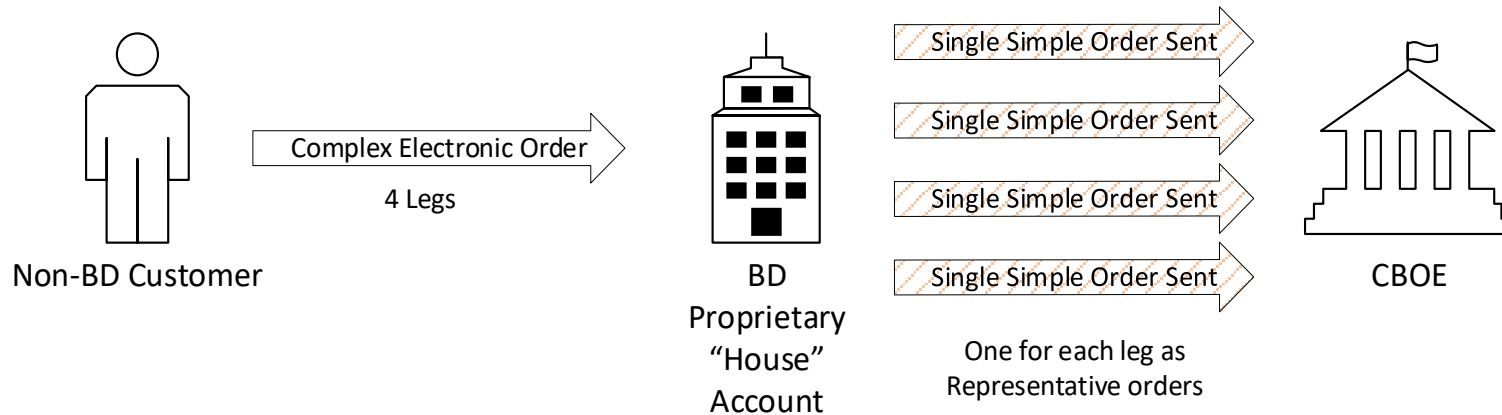 Single Simple Order Sent
Single Simple Order Sent
Complex Electronic Order
4 Legs
Single Simple Order Sent
Single Simple Order Sent
Non-BD Customer
BD
Proprietary
“House”
Account
CBOE
One for each leg as
Representative orders